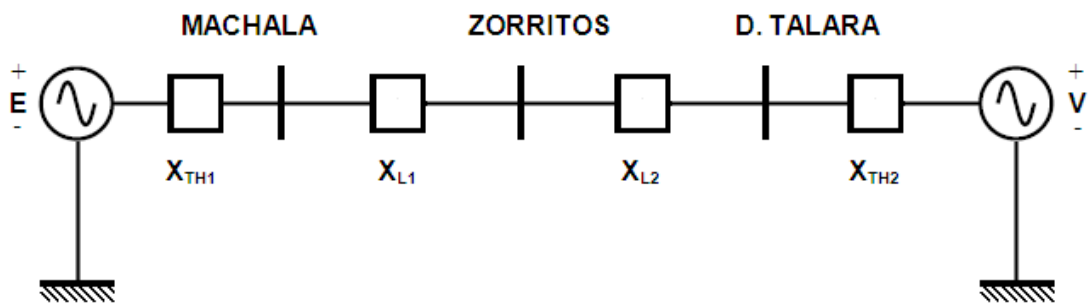 MACHALA ZORRITOS D. TALARA
+ +
E V
- -
XTH1 XL1 XL2 XTH2